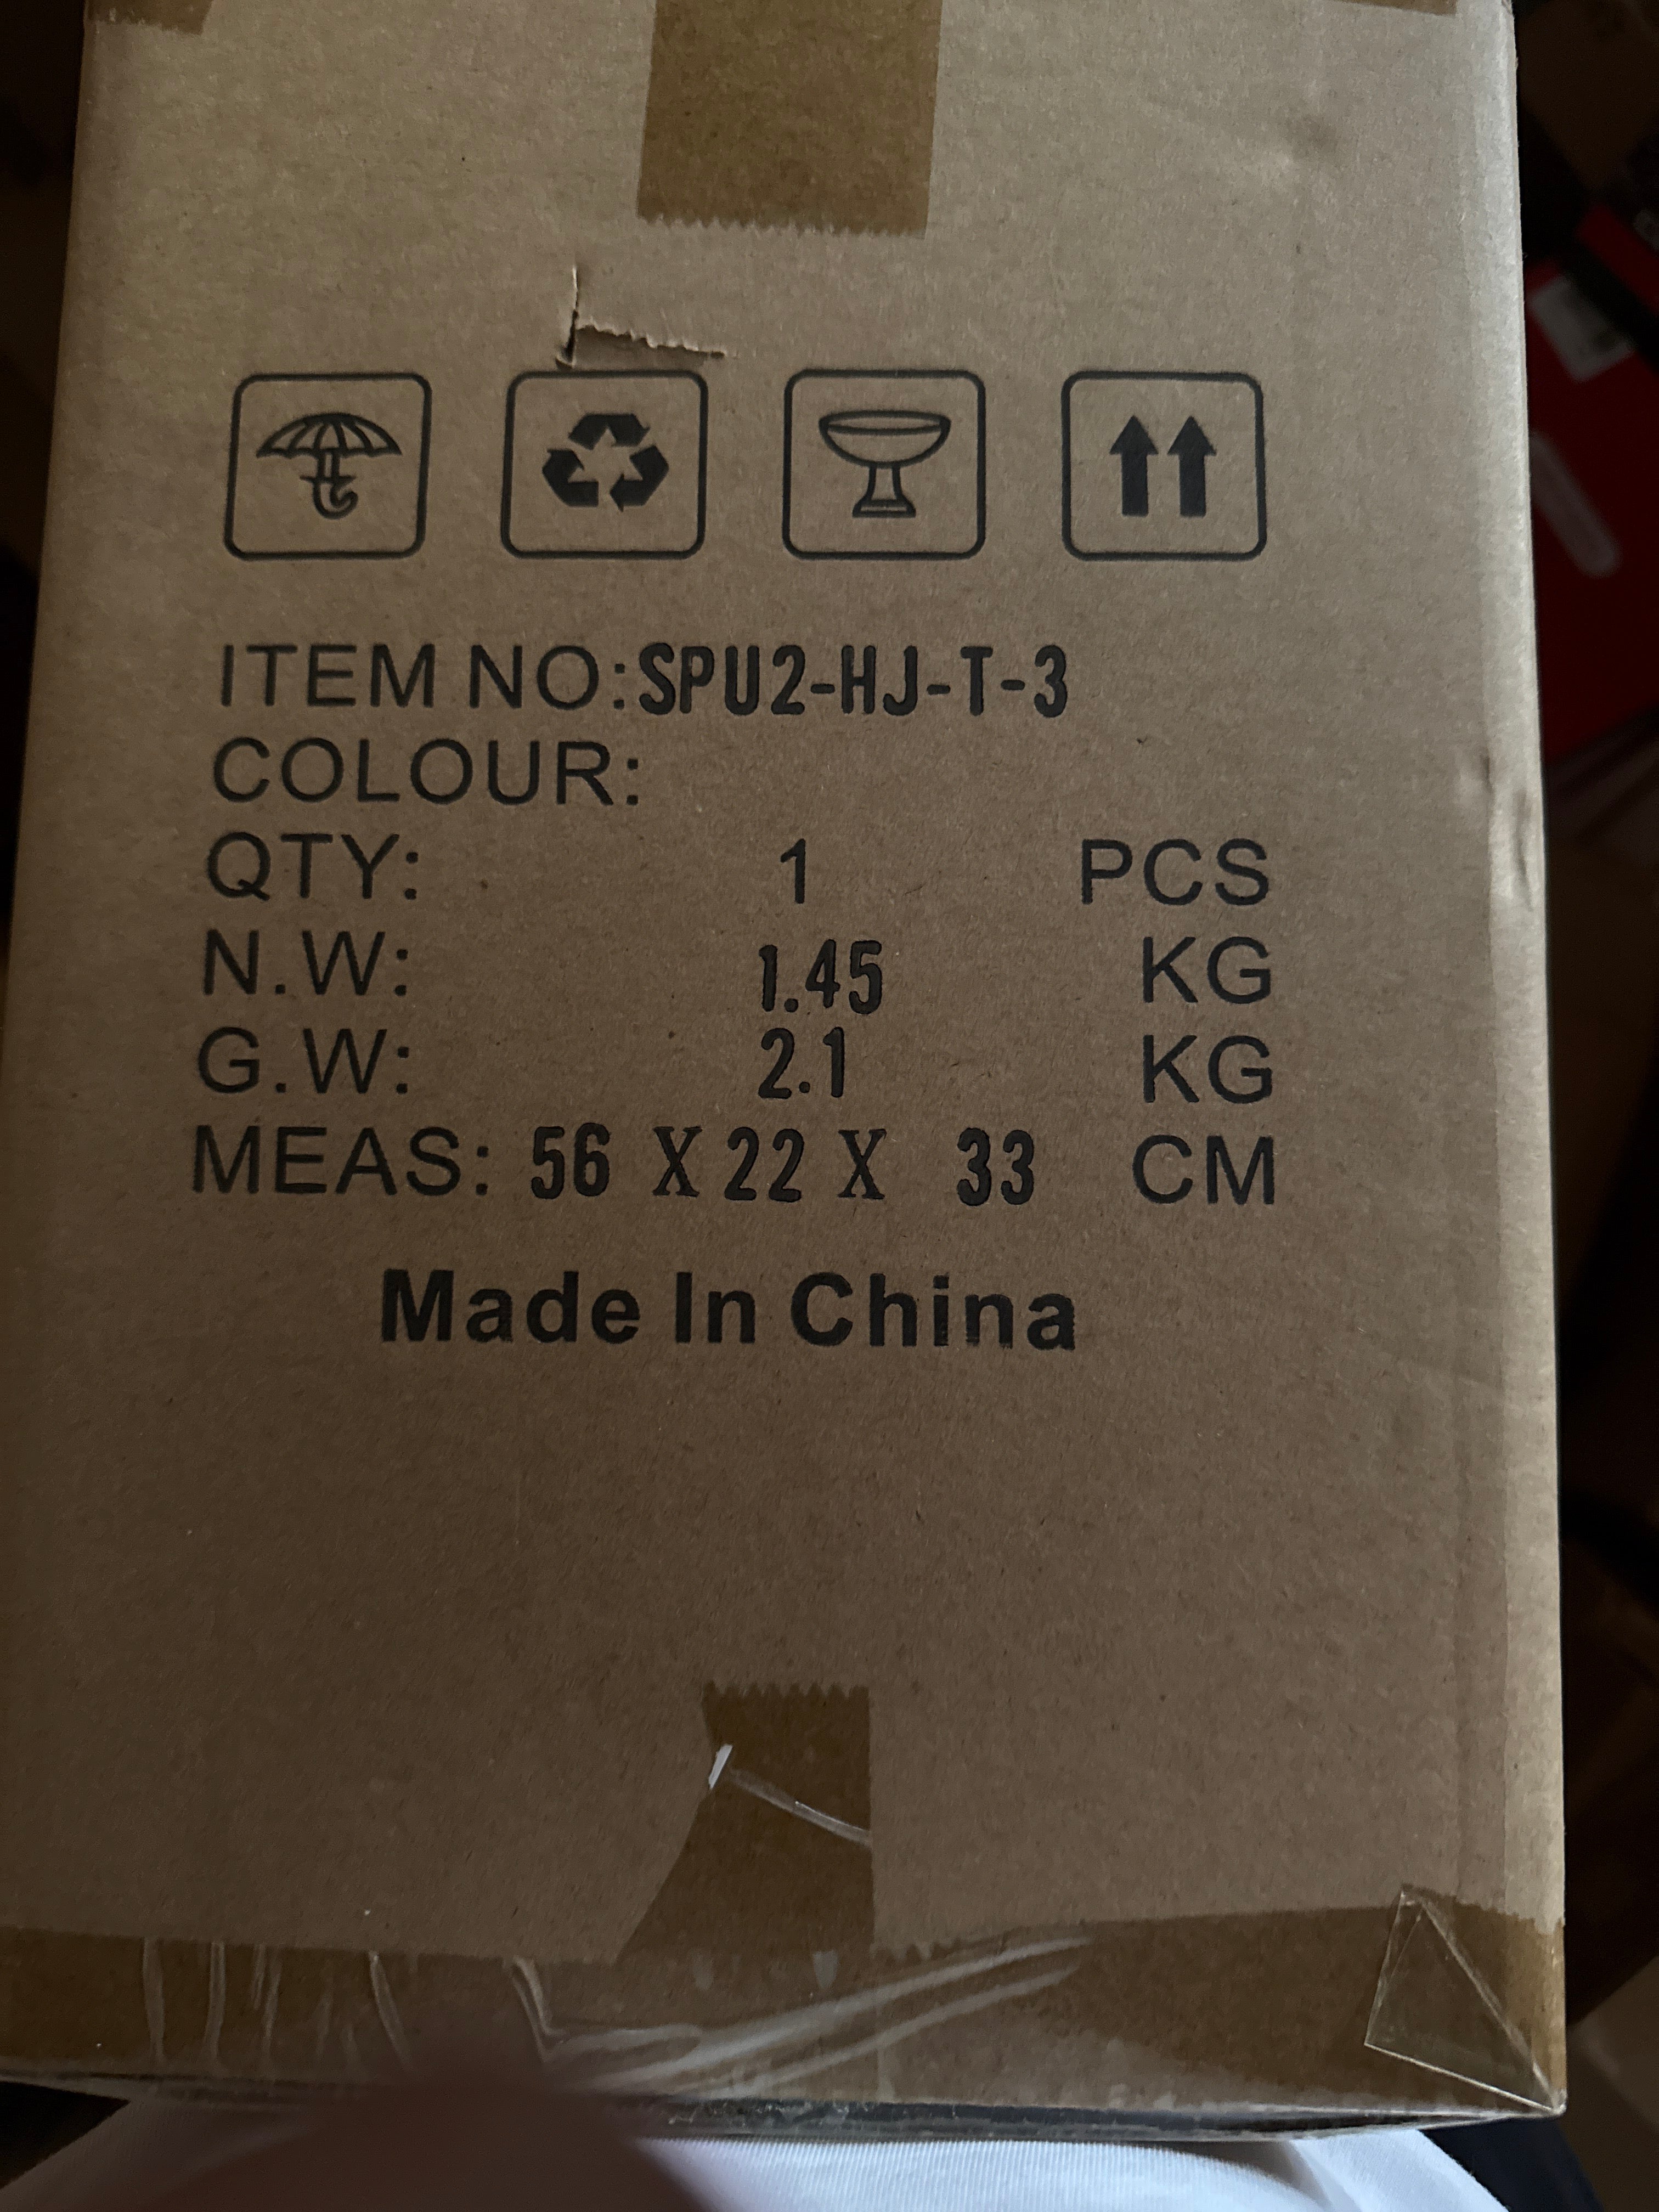 ITEM NO:SPU2-HJ-T-3
COLOUR:
QTY: 1 PCS
N.W: 1.45 KG
G.W: 2.1 KG
MEAS: 56 X 22 X 33 CM
Made In China